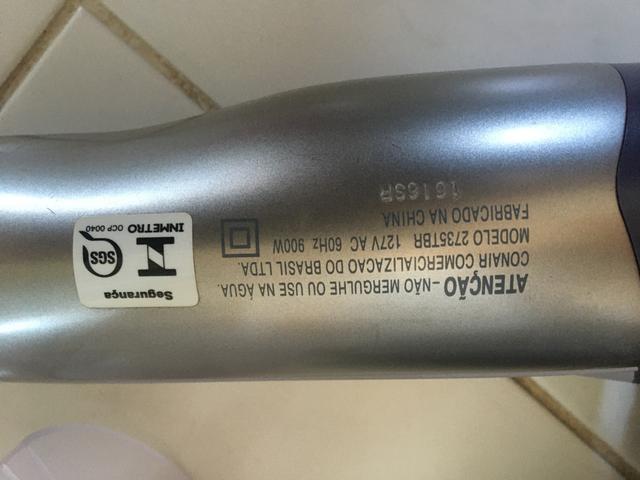 ATENÇÃO - NÃO MERGULHE OU USE NA ÁGUA.
CONAIR COMERCIALIZACAO DO BRASIL LTDA.
MODELO 2735TBR 127V AC 60Hz 900W
FABRICADO NA CHINA
1616SR
Segurança
SGS
INMETRO
OCP 0040